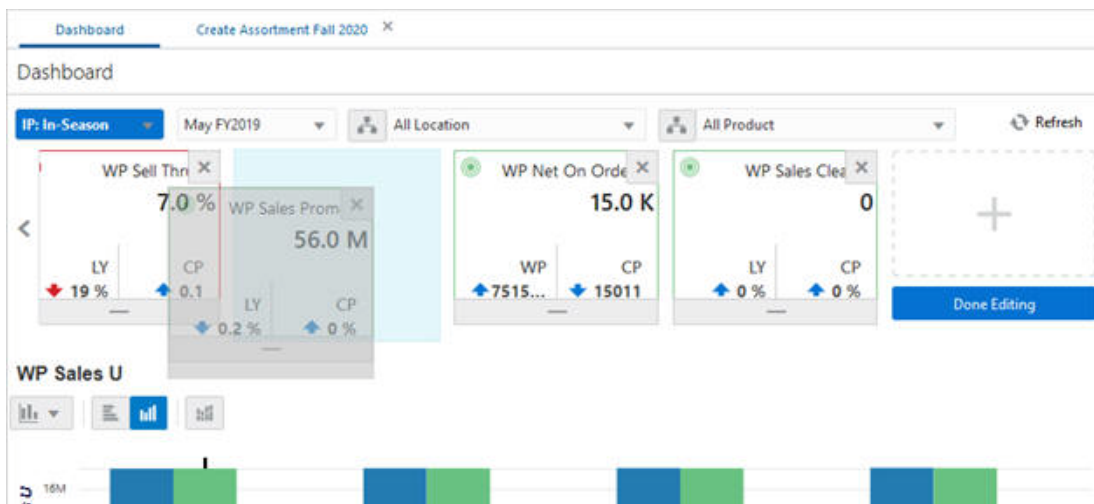 Dashboard
Create Assortment Fall 2020
Dashboard
IP: In-Season
May FY2019
All Location
All Product
Refresh
WP Sell Thr
7.0 %
LY
19 %
CP
0.1
WP Sales Prom
56.0 M
LY
0.2 %
CP
0 %
WP Net On Orde
15.0 K
WP
7515...
CP
15011
WP Sales Clea
0
LY
0 %
CP
0 %
Done Editing
WP Sales U
16M